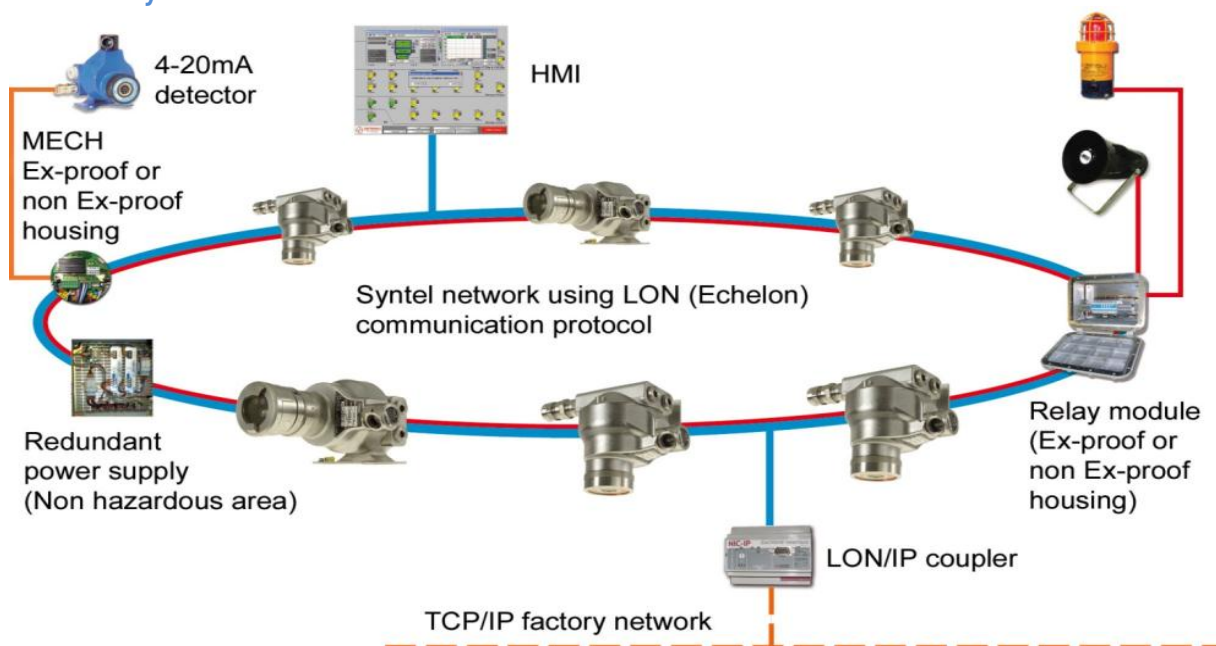 4-20mA
detector
HMI
MECH
Ex-proof or
non Ex-proof
housing
Syntel network using LON (Echelon)
communication protocol
Redundant
power supply
(Non hazardous area)
Relay module
(Ex-proof or
non Ex-proof
housing)
MC-IP
LON/IP coupler
TCP/IP factory network